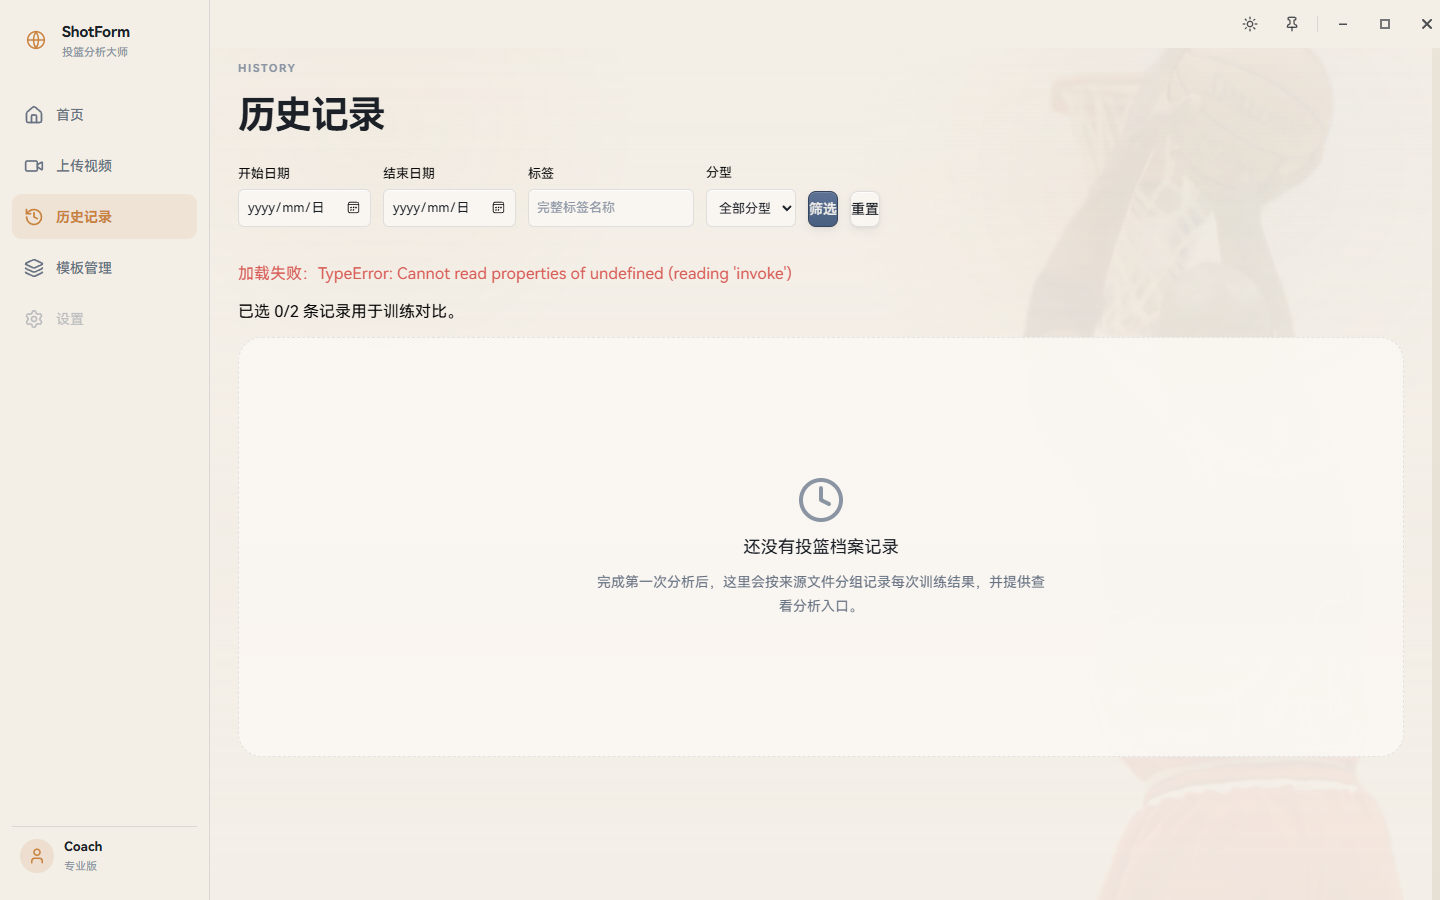 ShotForm
投篮分析大师
首页
上传视频
历史记录
模板管理
设置
Coach
专业版
HISTORY
历史记录
开始日期
结束日期
标签
分型
yyyy/mm/日
yyyy/mm/日
完整标签名称
全部分型
筛选
重置
加载失败：TypeError: Cannot read properties of undefined (reading 'invoke')
已选 0/2 条记录用于训练对比。
还没有投篮档案记录
完成第一次分析后，这里会按来源文件分组记录每次训练结果，并提供查
看分析入口。